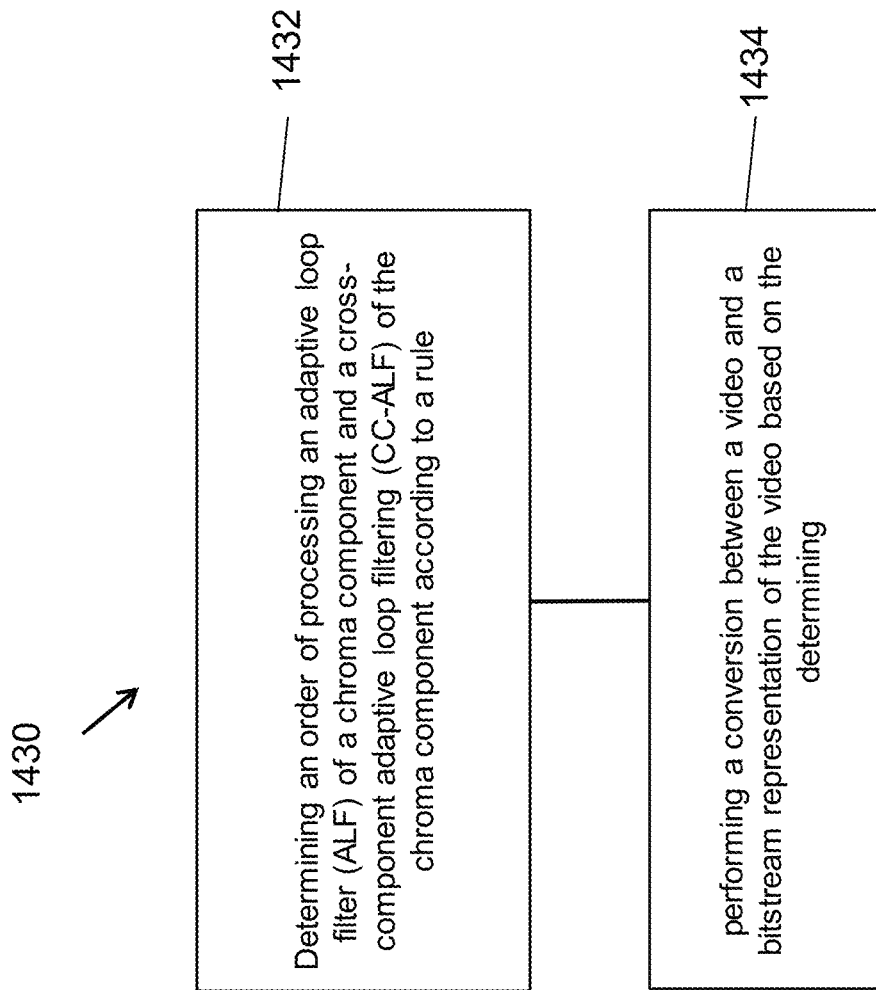 1430
Determining an order of processing an adaptive loop
filter (ALF) of a chroma component and a cross-
component adaptive loop filtering (CC-ALF) of the
chroma component according to a rule
1432
performing a conversion between a video and a
bitstream representation of the video based on the
determining
1434